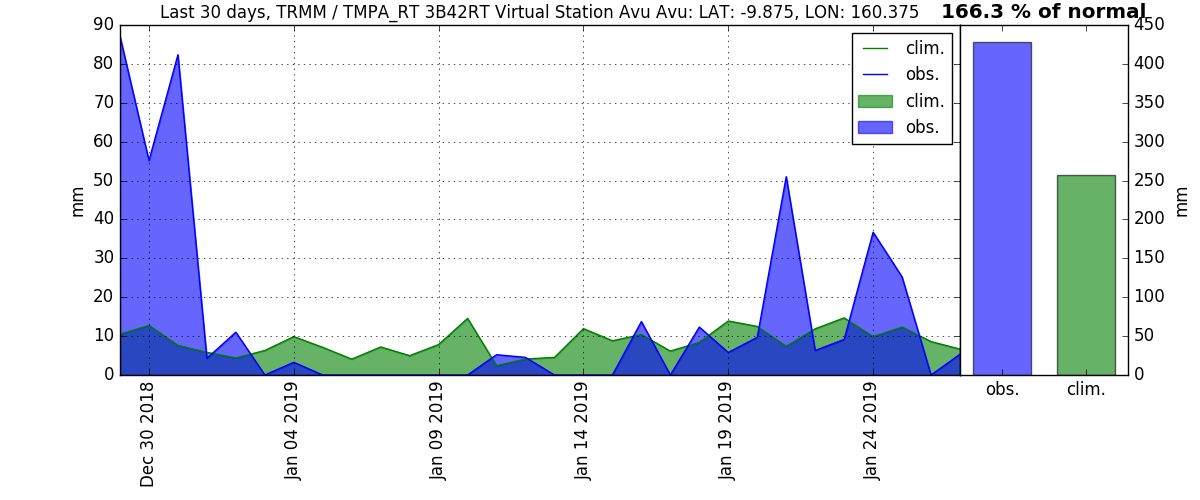 Last 30 days, TRMM / TMPA_RT 3B42RT Virtual Station Avu Avu: LAT: -9.875, LON: 160.375
166.3 % of normal
90
80
70
60
50
40
30
20
10
0
mm
clim.
obs.
clim.
obs.
Dec 30 2018
Jan 04 2019
Jan 09 2019
Jan 14 2019
Jan 19 2019
Jan 24 2019
450
400
350
300
250
200
150
100
50
0
mm
obs.
clim.